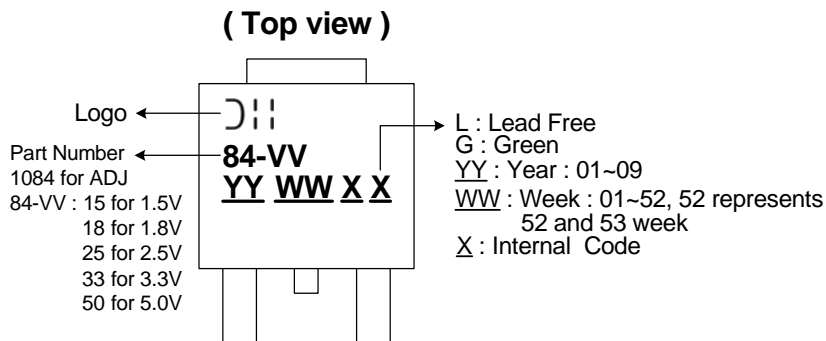 ( Top view )
Logo
84-VV
YY WW X X
Part Number
1084 for ADJ
84-VV : 15 for 1.5V
18 for 1.8V
25 for 2.5V
33 for 3.3V
50 for 5.0V
L : Lead Free
G : Green
YY : Year : 01~09
WW : Week : 01~52, 52 represents
52 and 53 week
X : Internal Code